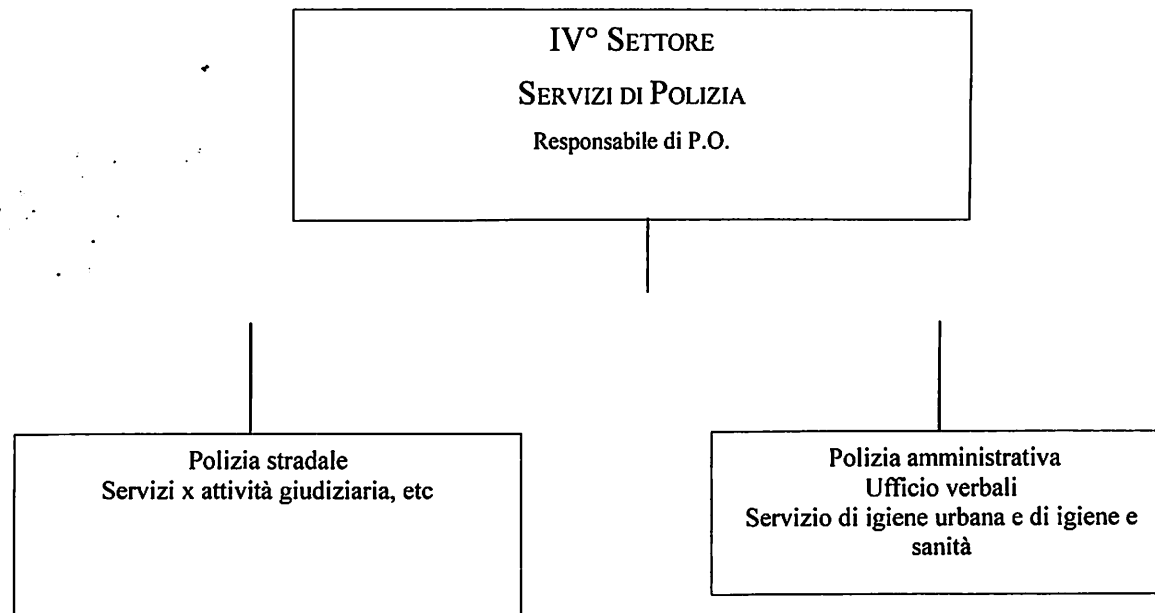 IV° SETTORE
SERVIZI DI POLIZIA
Responsabile di P.O.
Polizia stradale
Servizi x attività giudiziaria, etc
Polizia amministrativa
Ufficio verbali
Servizio di igiene urbana e di igiene e
sanità